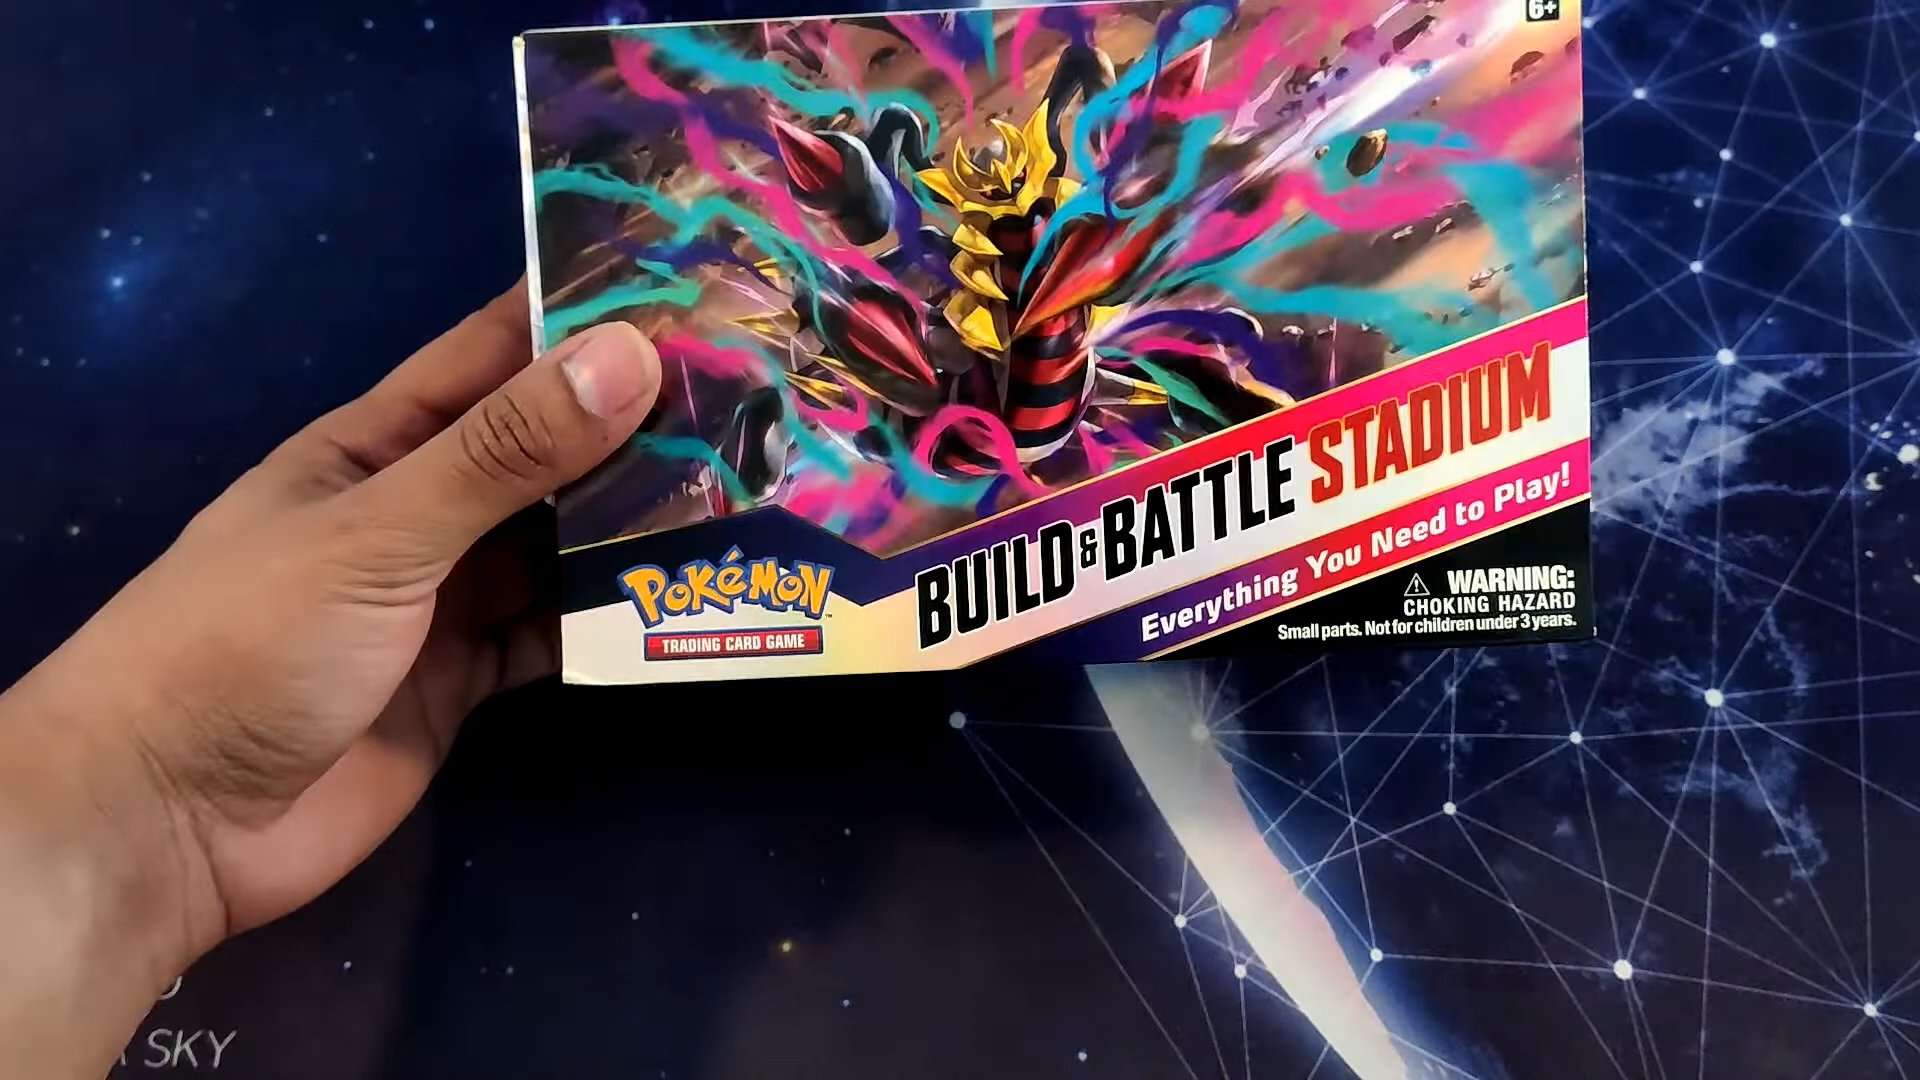 6+
BUILD & BATTLE STADIUM
Everything You Need to Play!
POKÉMON
TRADING CARD GAME
WARNING:
CHOKING HAZARD
Small parts. Not for children under 3 years.
SKY